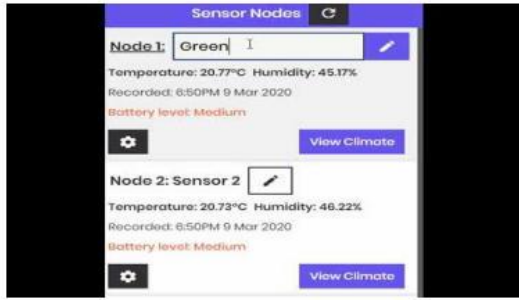 Sensor Nodes
Node 1: Green
Temperature: 20.77°C Humidity: 45.17%
Recorded: 6:50PM 9 Mar 2020
Battery level: Medium
View Climate
Node 2: Sensor 2
Temperature: 20.73°C Humidity: 46.22%
Recorded: 6:50PM 9 Mar 2020
Battery level: Medium
View Climate